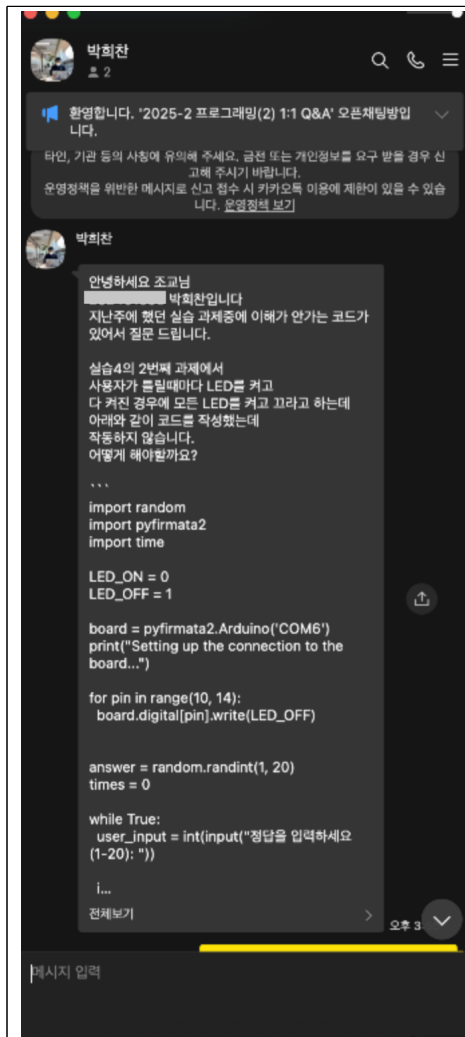 박희찬
2
환영합니다. '2025-2 프로그래밍(2) 1:1 Q&A' 오픈채팅방입
니다.
타인, 기관 등의 사칭에 유의해 주세요. 금전 또는 개인정보를 요구 받을 경우 신
고해 주시기 바랍니다.
운영정책을 위반한 메시지로 신고 접수 시 카카오톡 이용에 제한이 있을 수 있습
니다. 운영정책 보기
박희찬
안녕하세요 조교님
박희찬입니다
지난주에 했던 실습 과제중에 이해가 안가는 코드가
있어서 질문 드립니다.
실습4의 2번째 과제에서
사용자가 틀릴때마다 LED를 켜고
다 켜진 경우에 모든 LED를 켜고 끄라고 하는데
아래와 같이 코드를 작성했는데
작동하지 않습니다.
어떻게 해야할까요?
```
import random
import pyfirmata2
import time
LED_ON = 0
LED_OFF = 1
board = pyfirmata2.Arduino('COM6')
print("Setting up the connection to the
board...")
for pin in range(10, 14):
board.digital[pin].write(LED_OFF)
answer = random.randint(1, 20)
times = 0
while True:
user_input = int(input("정답을 입력하세요
(1-20): "))
i...
전체보기
오후 3
메시지 입력